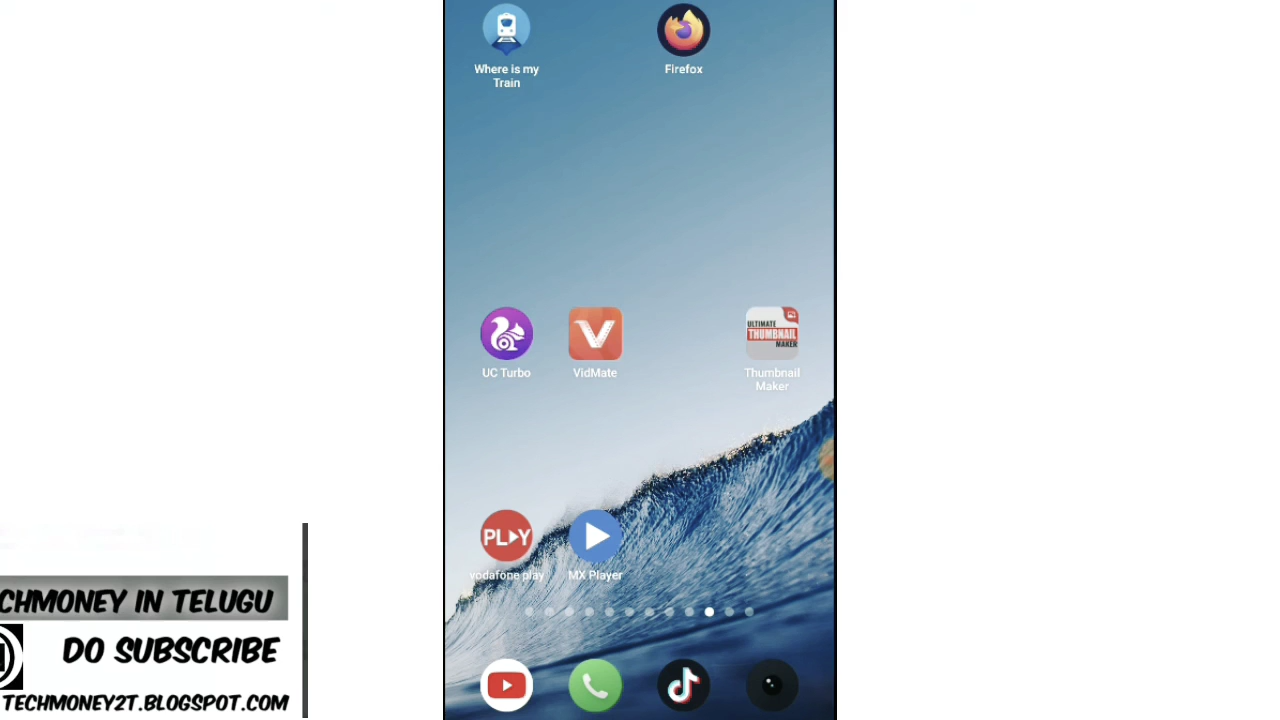 Where is my
Train
Firefox
UC Turbo
VidMate
ULTIMATE
THUMBNAIL
MAKER
Thumbnail
Maker
PLAY
vodafone play
MX Player
CHMONEY IN TELUGU
DO SUBSCRIBE
TECHMONEY2T.BLOGSPOT.COM